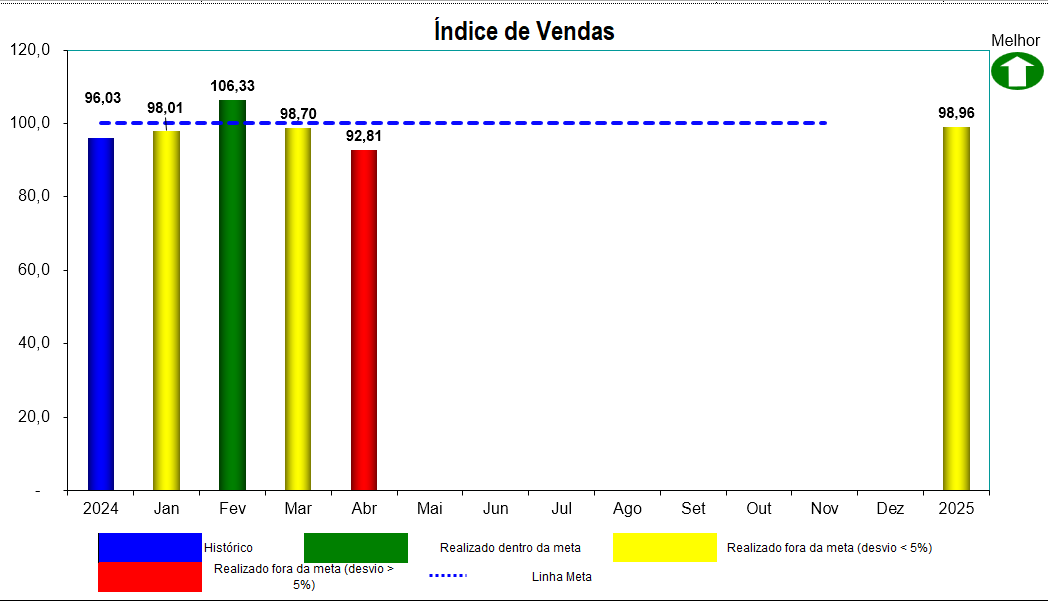 Índice de Vendas
Melhor
120,0
100,0
80,0
60,0
40,0
20,0
-
96,03
98,01
106,33
98,70
92,81
98,96
2024 Jan Fev Mar Abr Mai Jun Jul Ago Set Out Nov Dez 2025
Histórico
Realizado dentro da meta
Realizado fora da meta (desvio < 5%)
Realizado fora da meta (desvio >
5%)
Linha Meta